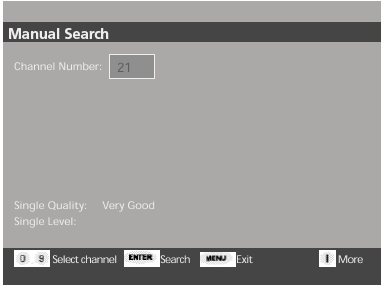 Manual Search
Channel Number: 21
Single Quality: Very Good
Single Level:
0 9 Select channel ENTER Search MENU Exit i More